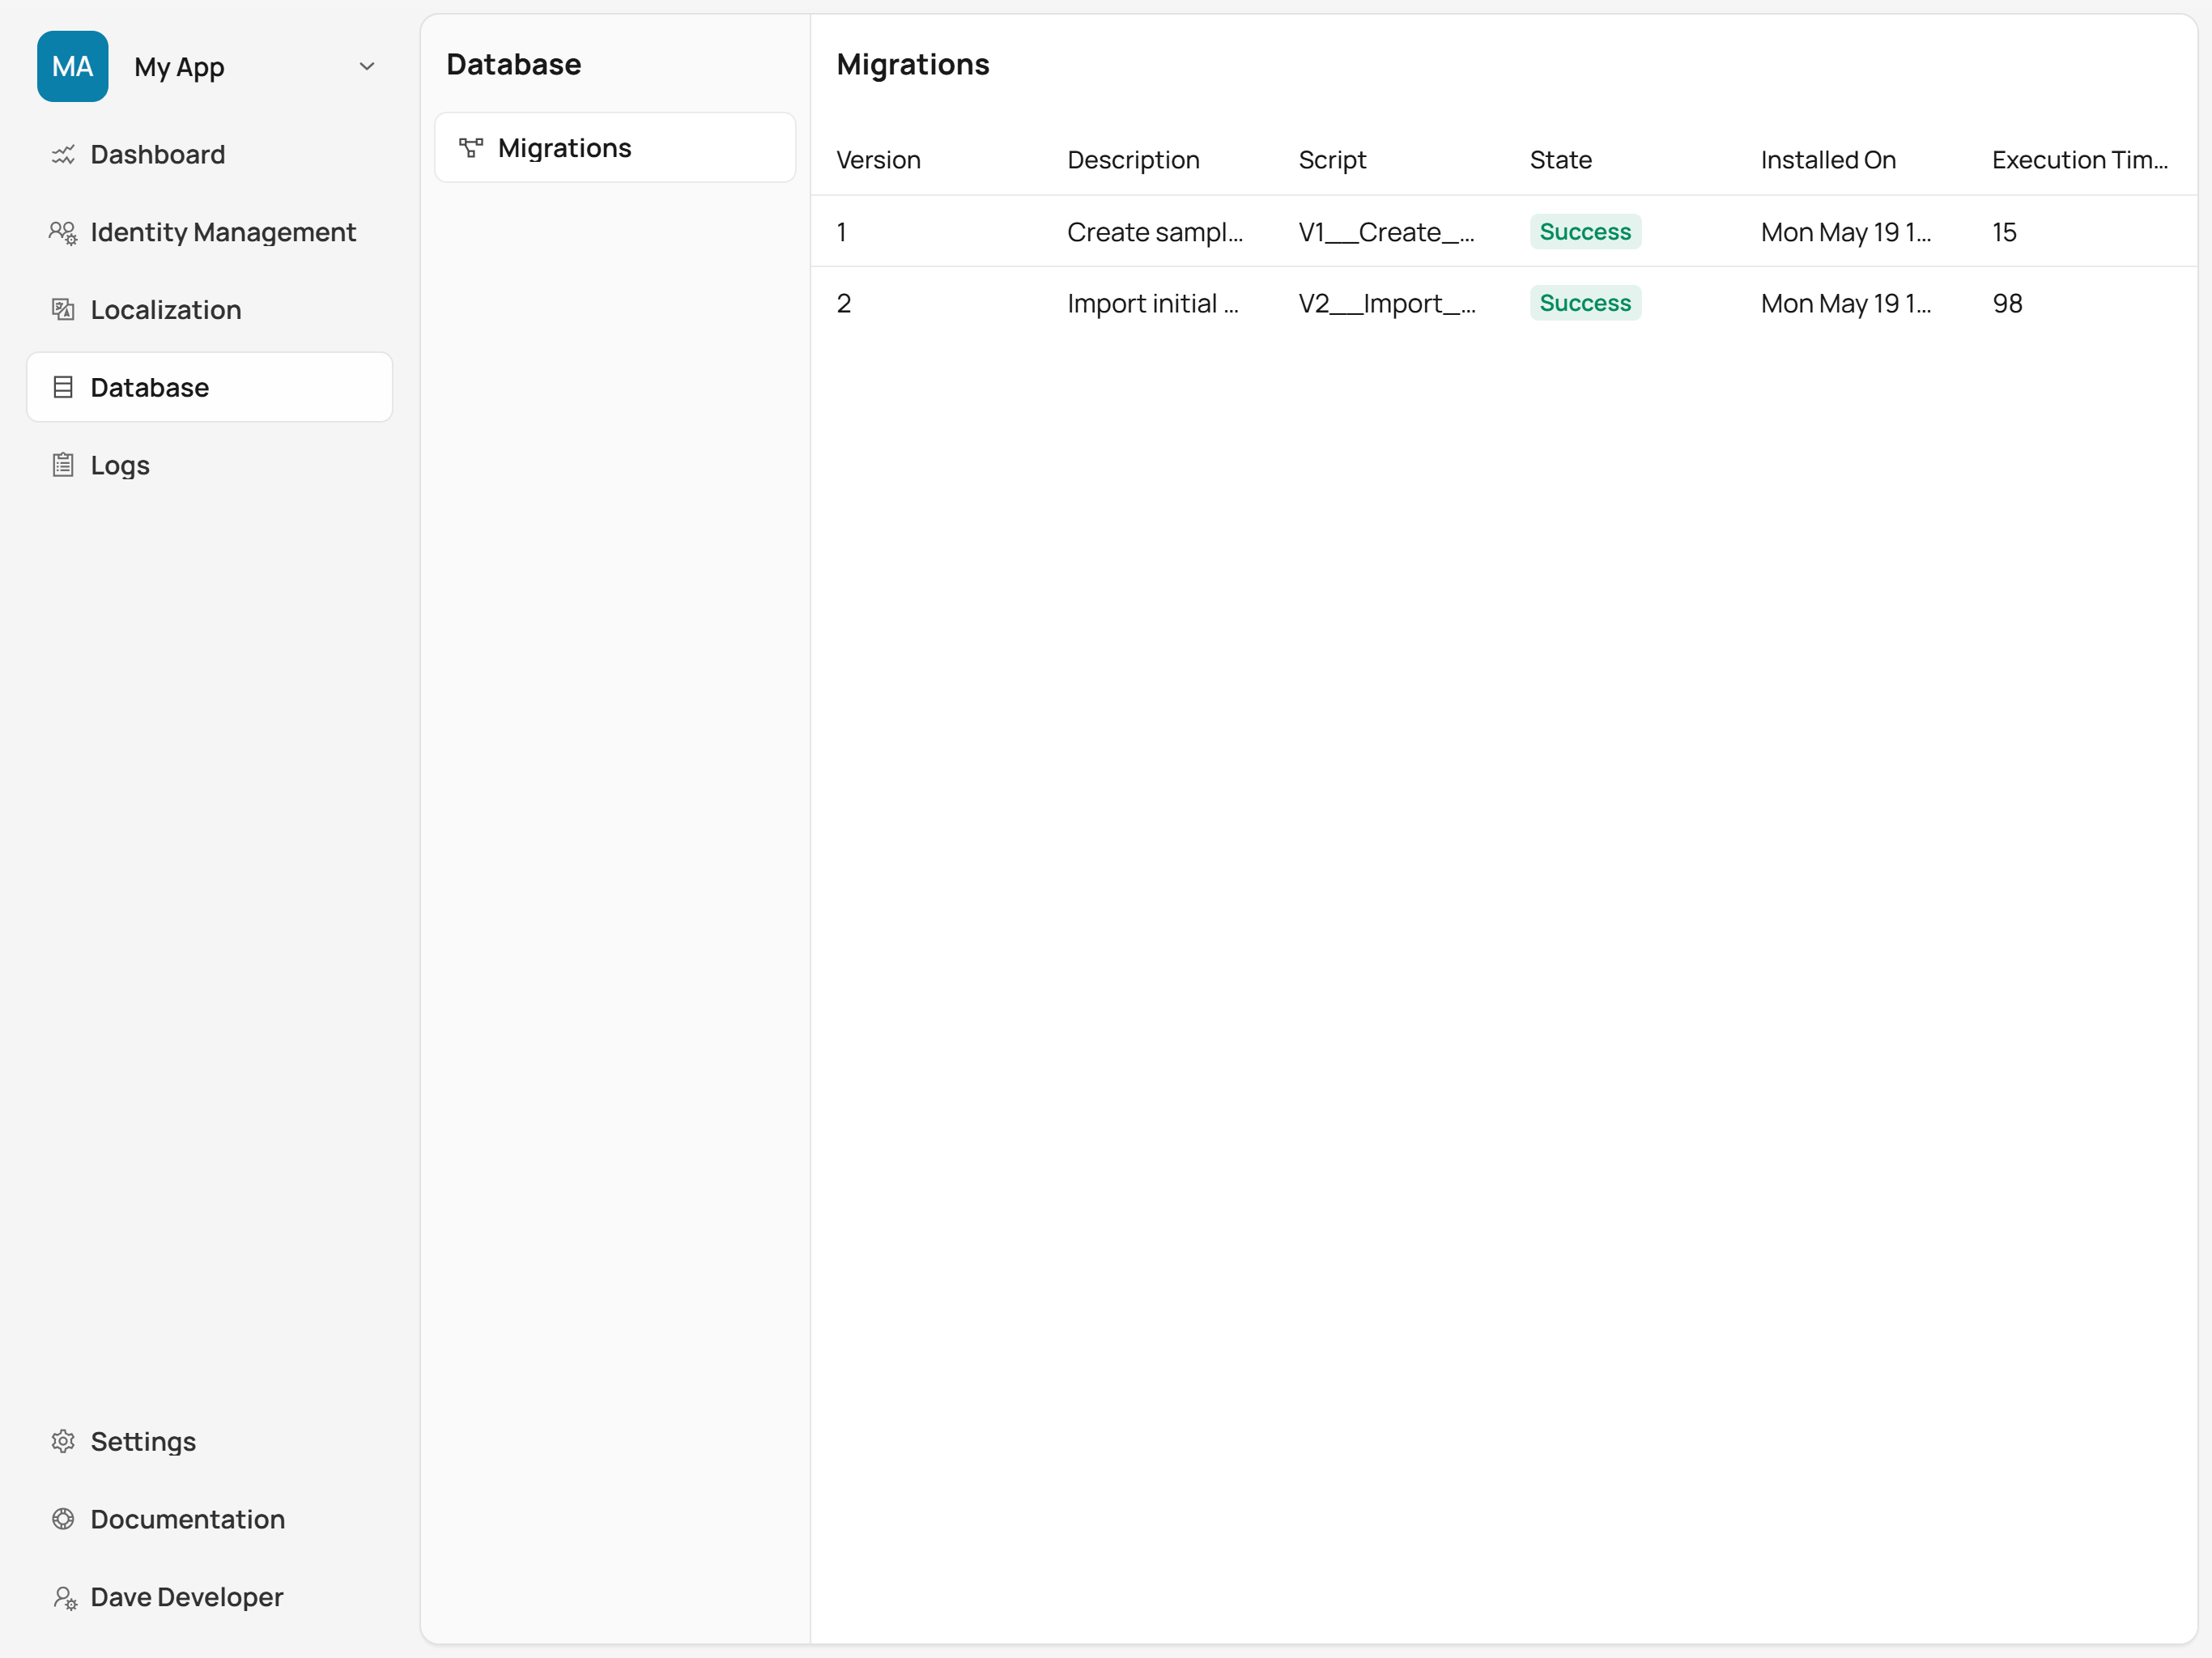 MA My App
Dashboard
Identity Management
Localization
Database
Logs
Settings
Documentation
Dave Developer
Database
Migrations
Migrations
Version Description Script State Installed On Execution Tim...
1 Create sampl... V1__Create_... Success Mon May 19 1... 15
2 Import initial ... V2__Import_... Success Mon May 19 1... 98